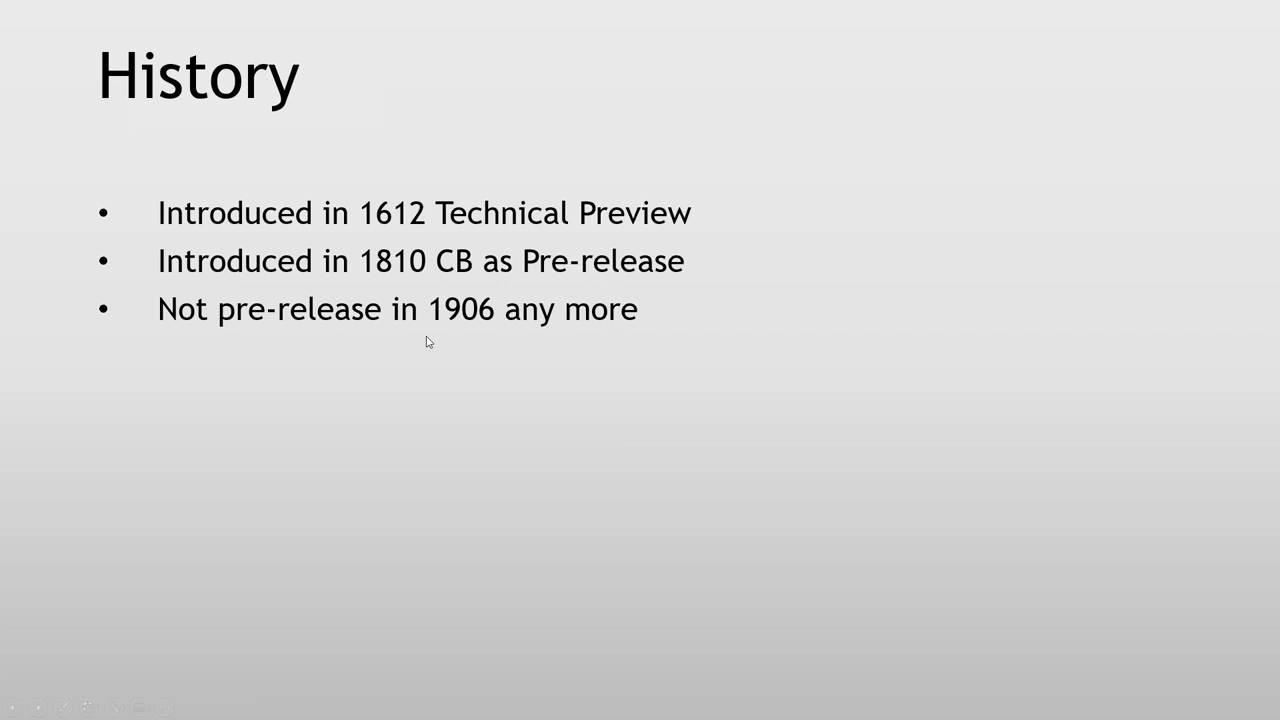 History
• Introduced in 1612 Technical Preview
• Introduced in 1810 CB as Pre-release
• Not pre-release in 1906 any more